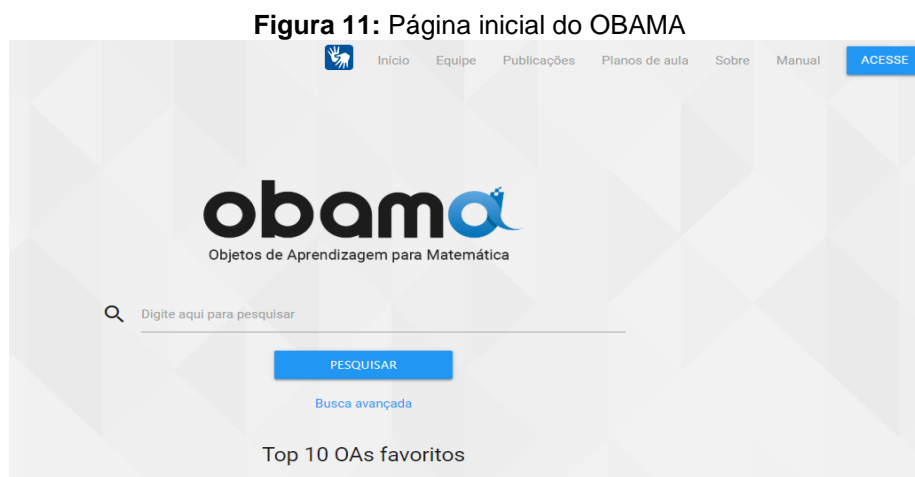 Figura 11: Página inicial do OBAMA
Início Equipe Publicações Planos de aula Sobre Manual ACESSE
obama
Objetos de Aprendizagem para Matemática
Digite aqui para pesquisar
PESQUISAR
Busca avançada
Top 10 OAs favoritos